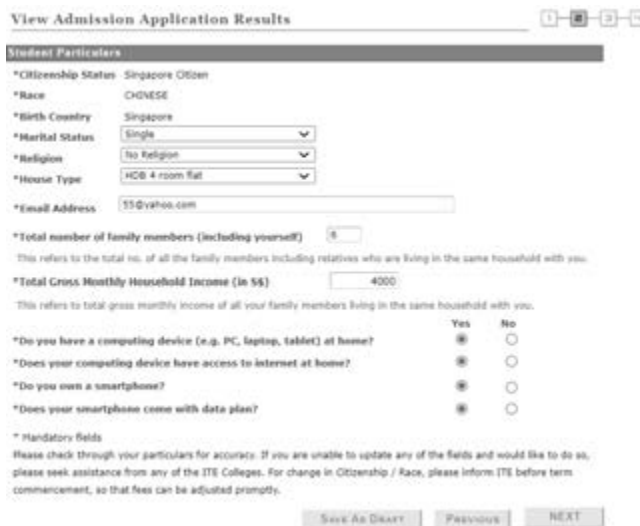 View Admission Application Results
1 2 3
Student Particulars
*Citizenship Status Singapore Citizen
*Race CHINESE
*Birth Country Singapore
*Marital Status Single
*Religion No Religion
*House Type HDB 4 room flat
*Email Address 55@yahoo.com
*Total number of family members (including yourself) 6
This refers to the total no. of all the family members including relatives who are living in the same household with you.
*Total Gross Monthly Household Income (in S$) 4000
This refers to total gross monthly income of all your family members living in the same household with you.
Yes No
*Do you have a computing device (e.g. PC, laptop, tablet) at home?
*Does your computing device have access to internet at home?
*Do you own a smartphone?
*Does your smartphone come with data plan?
* Mandatory fields
Please check through your particulars for accuracy. If you are unable to update any of the fields and would like to do so,
please seek assistance from any of the ITE Colleges. For change in Citizenship / Race, please inform ITE before term
commencement, so that fees can be adjusted promptly.
SAVE AS DRAFT PREVIOUS NEXT